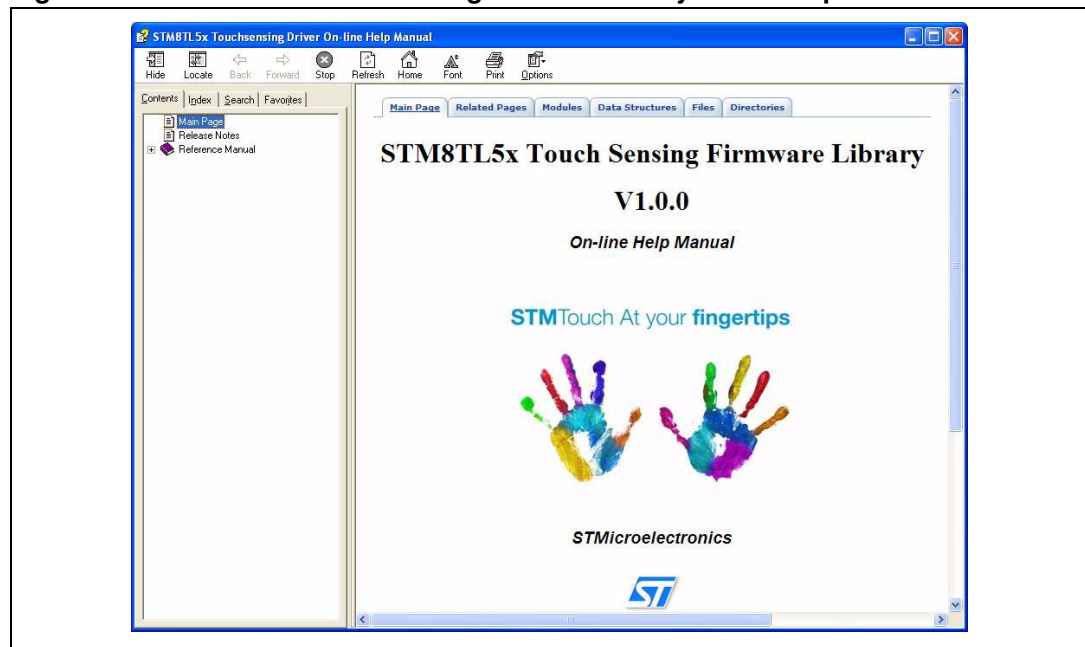 STM8TL5x Touchsensing Driver On-line Help Manual
Hide Locate Back Forward Stop Refresh Home Font Print Options
Contents Index Search Favorites
Main Page
Release Notes
Reference Manual
Main Page Related Pages Modules Data Structures Files Directories
STM8TL5x Touch Sensing Firmware Library
V1.0.0
On-line Help Manual
STMTouch At your fingertips
STMicroelectronics
ST